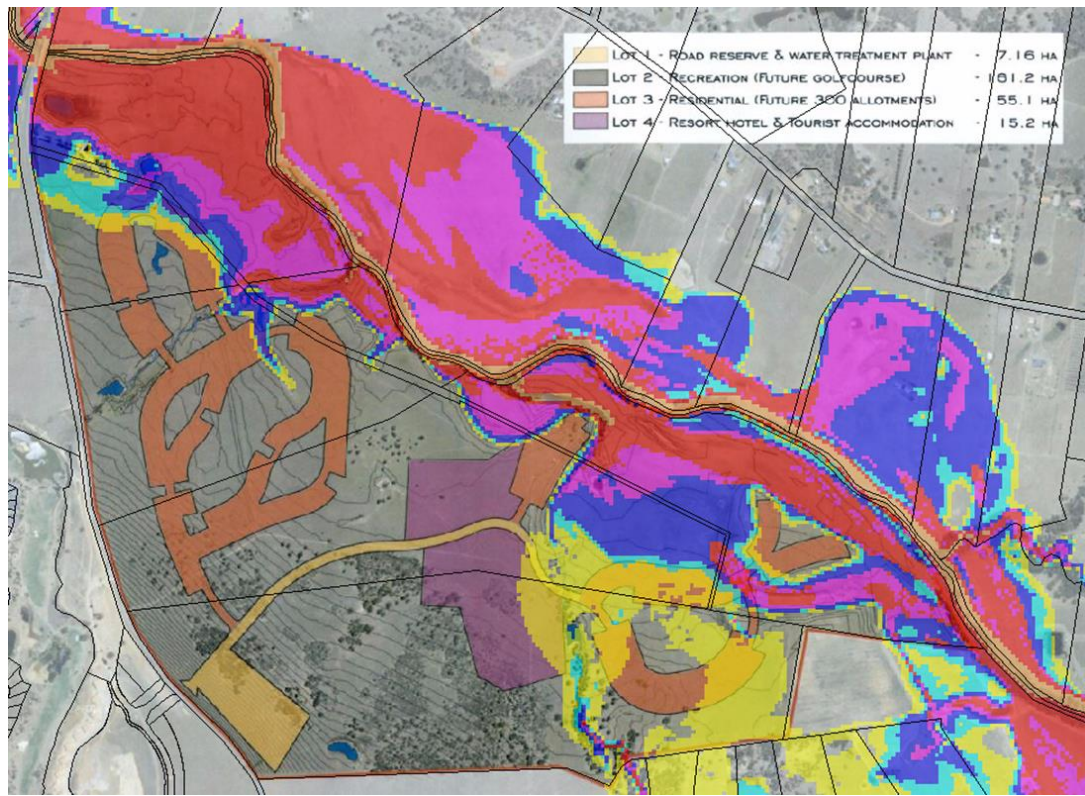 LOT 1 - ROAD RESERVE & WATER TREATMENT PLANT - 7.16 HA
LOT 2 - RECREATION (FUTURE GOLFCOURSE) - 161.2 HA
LOT 3 - RESIDENTIAL (FUTURE 300 ALLOTMENTS) - 55.1 HA
LOT 4 - RESORT HOTEL & TOURIST ACCOMMODATION - 15.2 HA